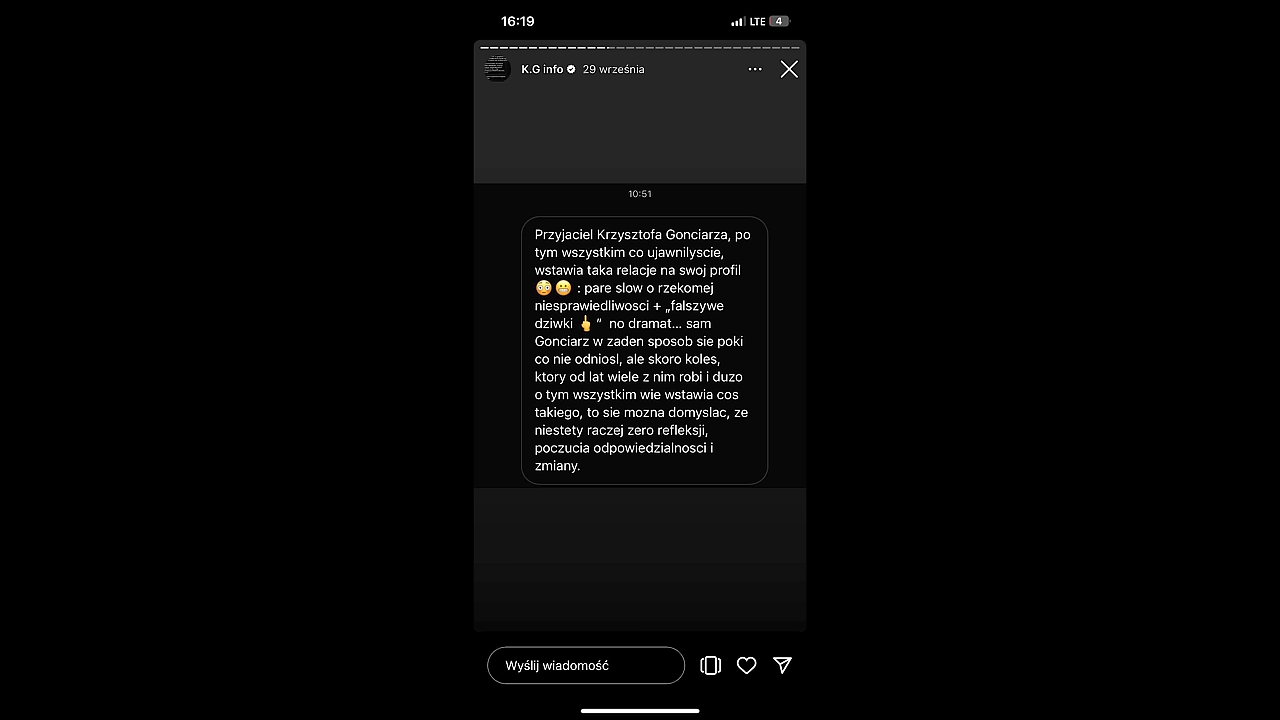 16:19
LTE 4
K.G info 29 września
10:51
Przyjaciel Krzysztofa Gonciarza, po
tym wszystkim co ujawnilyscie,
wstawia taka relacje na swoj profil
😳😬 : pare slow o rzekomej
niesprawiedliwosci + „falszywe
dziwki 🖕“ no dramat... sam
Gonciarz w zaden sposob sie poki
co nie odniosl, ale skoro koles,
ktory od lat wiele z nim robi i duzo
o tym wszystkim wie wstawia cos
takiego, to sie mozna domyslac, ze
niestety raczej zero refleksji,
poczucia odpowiedzialnosci i
zmiany.
Wyślij wiadomość